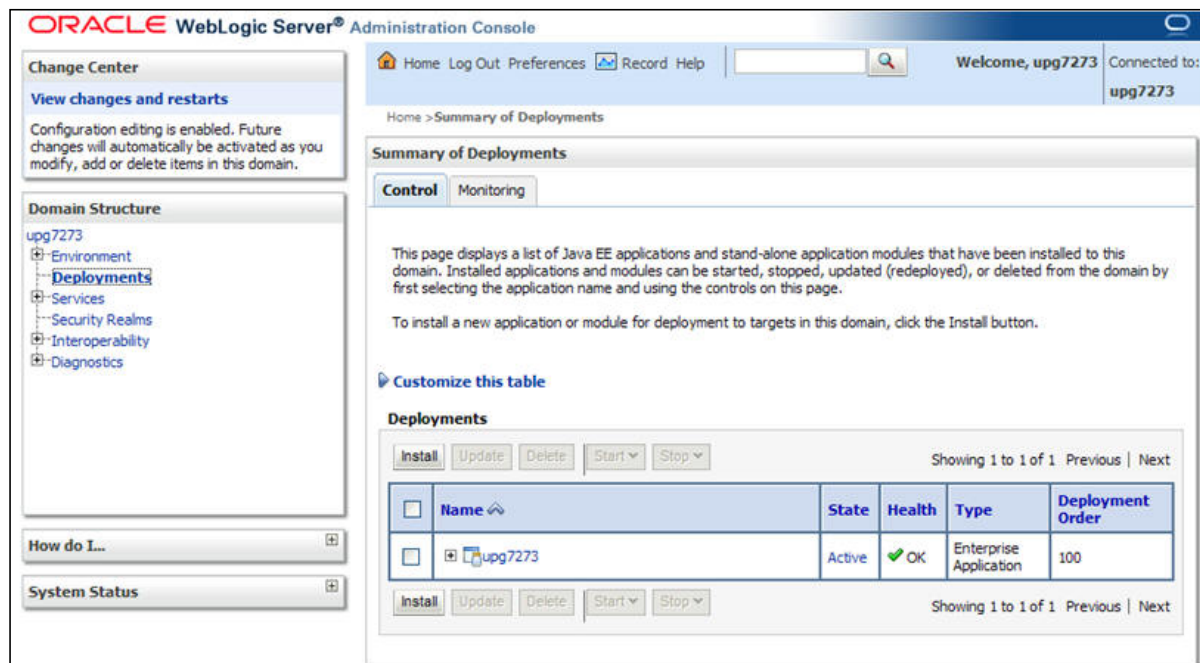 ORACLE WebLogic Server® Administration Console
Change Center
View changes and restarts
Configuration editing is enabled. Future
changes will automatically be activated as you
modify, add or delete items in this domain.
Domain Structure
upg7273
Environment
Deployments
Services
Security Realms
Interoperability
Diagnostics
How do I...
System Status
Home Log Out Preferences Record Help
Welcome, upg7273
Connected to:
upg7273
Home >Summary of Deployments
Summary of Deployments
Control Monitoring
This page displays a list of Java EE applications and stand-alone application modules that have been installed to this
domain. Installed applications and modules can be started, stopped, updated (redeployed), or deleted from the domain by
first selecting the application name and using the controls on this page.
To install a new application or module for deployment to targets in this domain, click the Install button.
Customize this table
Deployments
Install Update Delete Start Stop Showing 1 to 1 of 1 Previous | Next
Name State Health Type Deployment
Order
upg7273 Active OK Enterprise
Application 100
Install Update Delete Start Stop Showing 1 to 1 of 1 Previous | Next